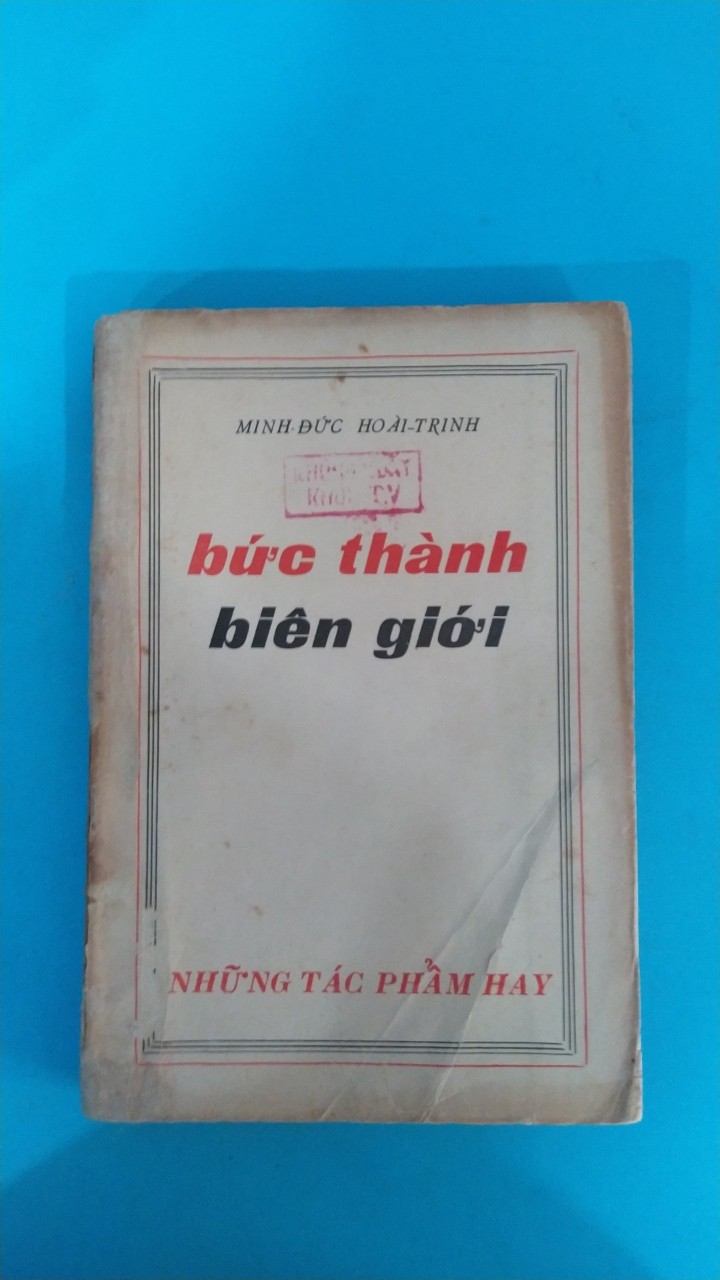 MINH-ĐỨC HOÀI-TRINH
bức thành
biên giới
NHỮNG TÁC PHẨM HAY